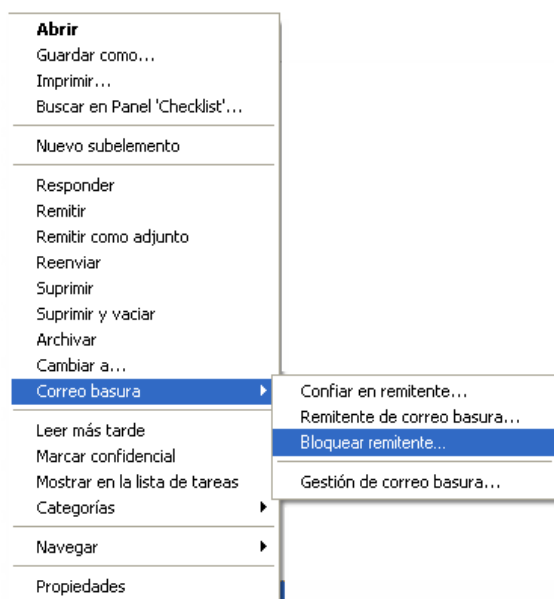 Abrir
Guardar como...
Imprimir...
Buscar en Panel 'Checklist'...
Nuevo subelemento
Responder
Remitir
Remitir como adjunto
Reenviar
Suprimir
Suprimir y vaciar
Archivar
Cambiar a...
Correo basura
Confiar en remitente...
Remitente de correo basura...
Bloquear remitente...
Gestión de correo basura...
Leer más tarde
Marcar confidencial
Mostrar en la lista de tareas
Categorías
Navegar
Propiedades